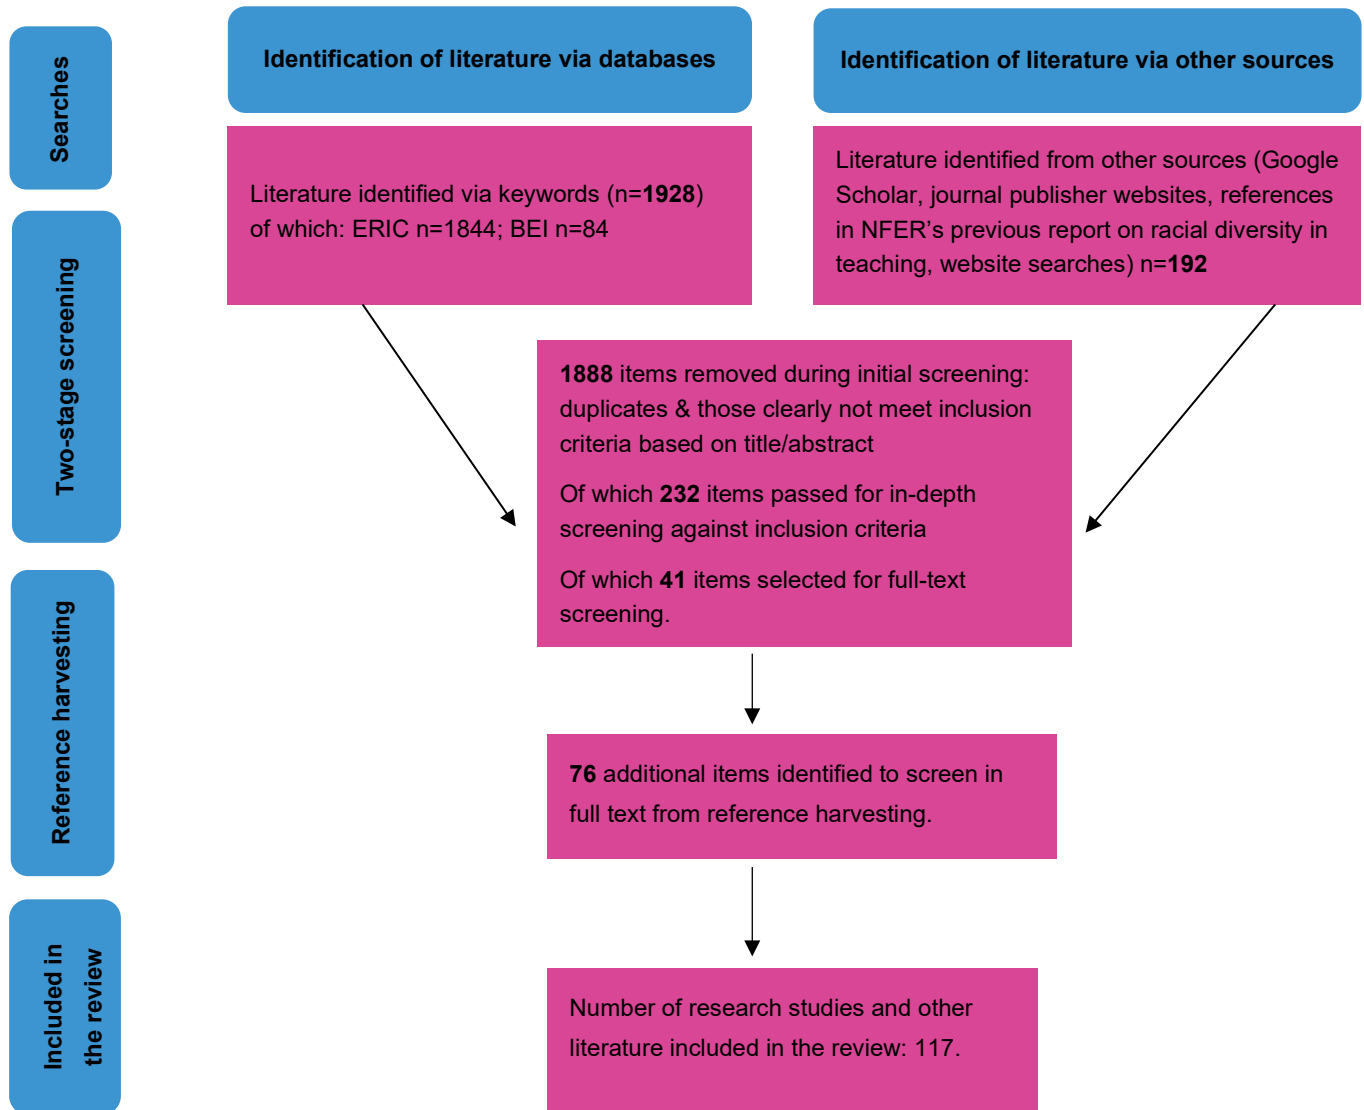 Searches
Identification of literature via databases
Identification of literature via other sources
Literature identified via keywords (n=1928)
of which: ERIC n=1844; BEI n=84
Literature identified from other sources (Google
Scholar, journal publisher websites, references
in NFER’s previous report on racial diversity in
teaching, website searches) n=192
Two-stage screening
1888 items removed during initial screening:
duplicates & those clearly not meet inclusion
criteria based on title/abstract
Of which 232 items passed for in-depth
screening against inclusion criteria
Of which 41 items selected for full-text
screening.
Reference harvesting
76 additional items identified to screen in
full text from reference harvesting.
Included in
the review
Number of research studies and other
literature included in the review: 117.